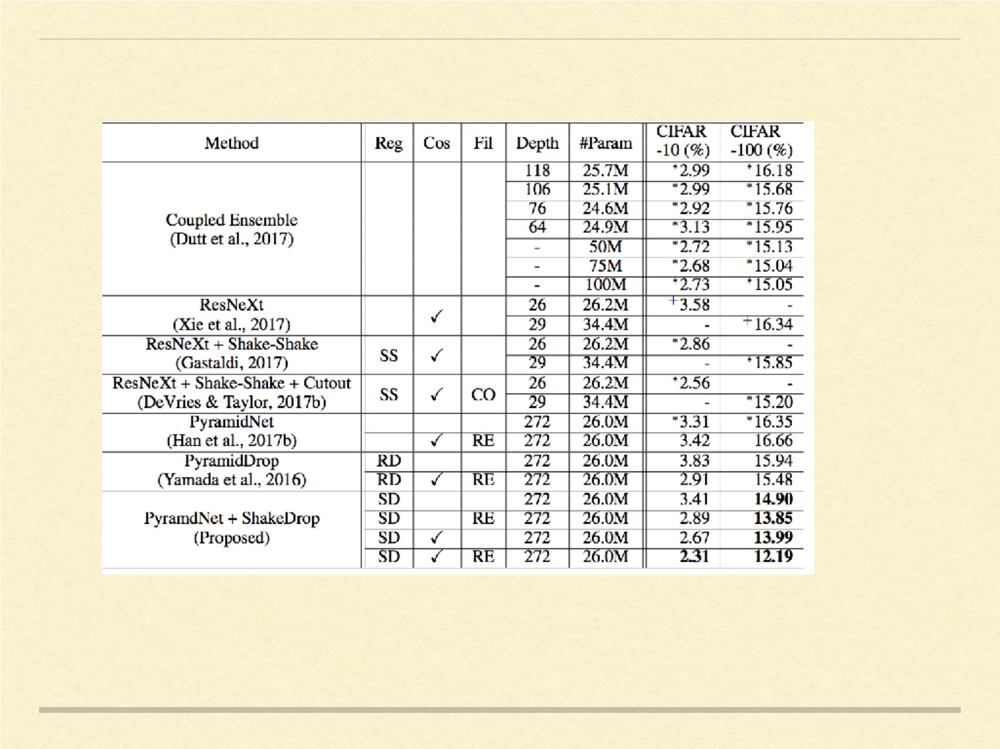 Method Reg Cos Fil Depth #Param CIFAR -10 (%) CIFAR -100 (%)
Coupled Ensemble
(Dutt et al., 2017)
118 25.7M *2.99 *16.18
106 25.1M *2.99 *15.68
76 24.6M *2.92 *15.76
64 24.9M *3.13 *15.95
- 50M *2.72 *15.13
- 75M *2.68 *15.04
- 100M *2.73 *15.05
ResNeXt
(Xie et al., 2017)
✓
26 26.2M +3.58 -
29 34.4M - +16.34
ResNeXt + Shake-Shake
(Gastaldi, 2017)
SS ✓
26 26.2M *2.86 -
29 34.4M - *15.85
ResNeXt + Shake-Shake + Cutout
(DeVries & Taylor, 2017b)
SS ✓ CO
26 26.2M *2.56 -
29 34.4M - *15.20
PyramidNet
(Han et al., 2017b)
272 26.0M *3.31 *16.35
✓ RE 272 26.0M 3.42 16.66
PyramidDrop
(Yamada et al., 2016)
RD 272 26.0M 3.83 15.94
RD ✓ RE 272 26.0M 2.91 15.48
PyramdNet + ShakeDrop
(Proposed)
SD 272 26.0M 3.41 14.90
SD RE 272 26.0M 2.89 13.85
SD ✓ 272 26.0M 2.67 13.99
SD ✓ RE 272 26.0M 2.31 12.19